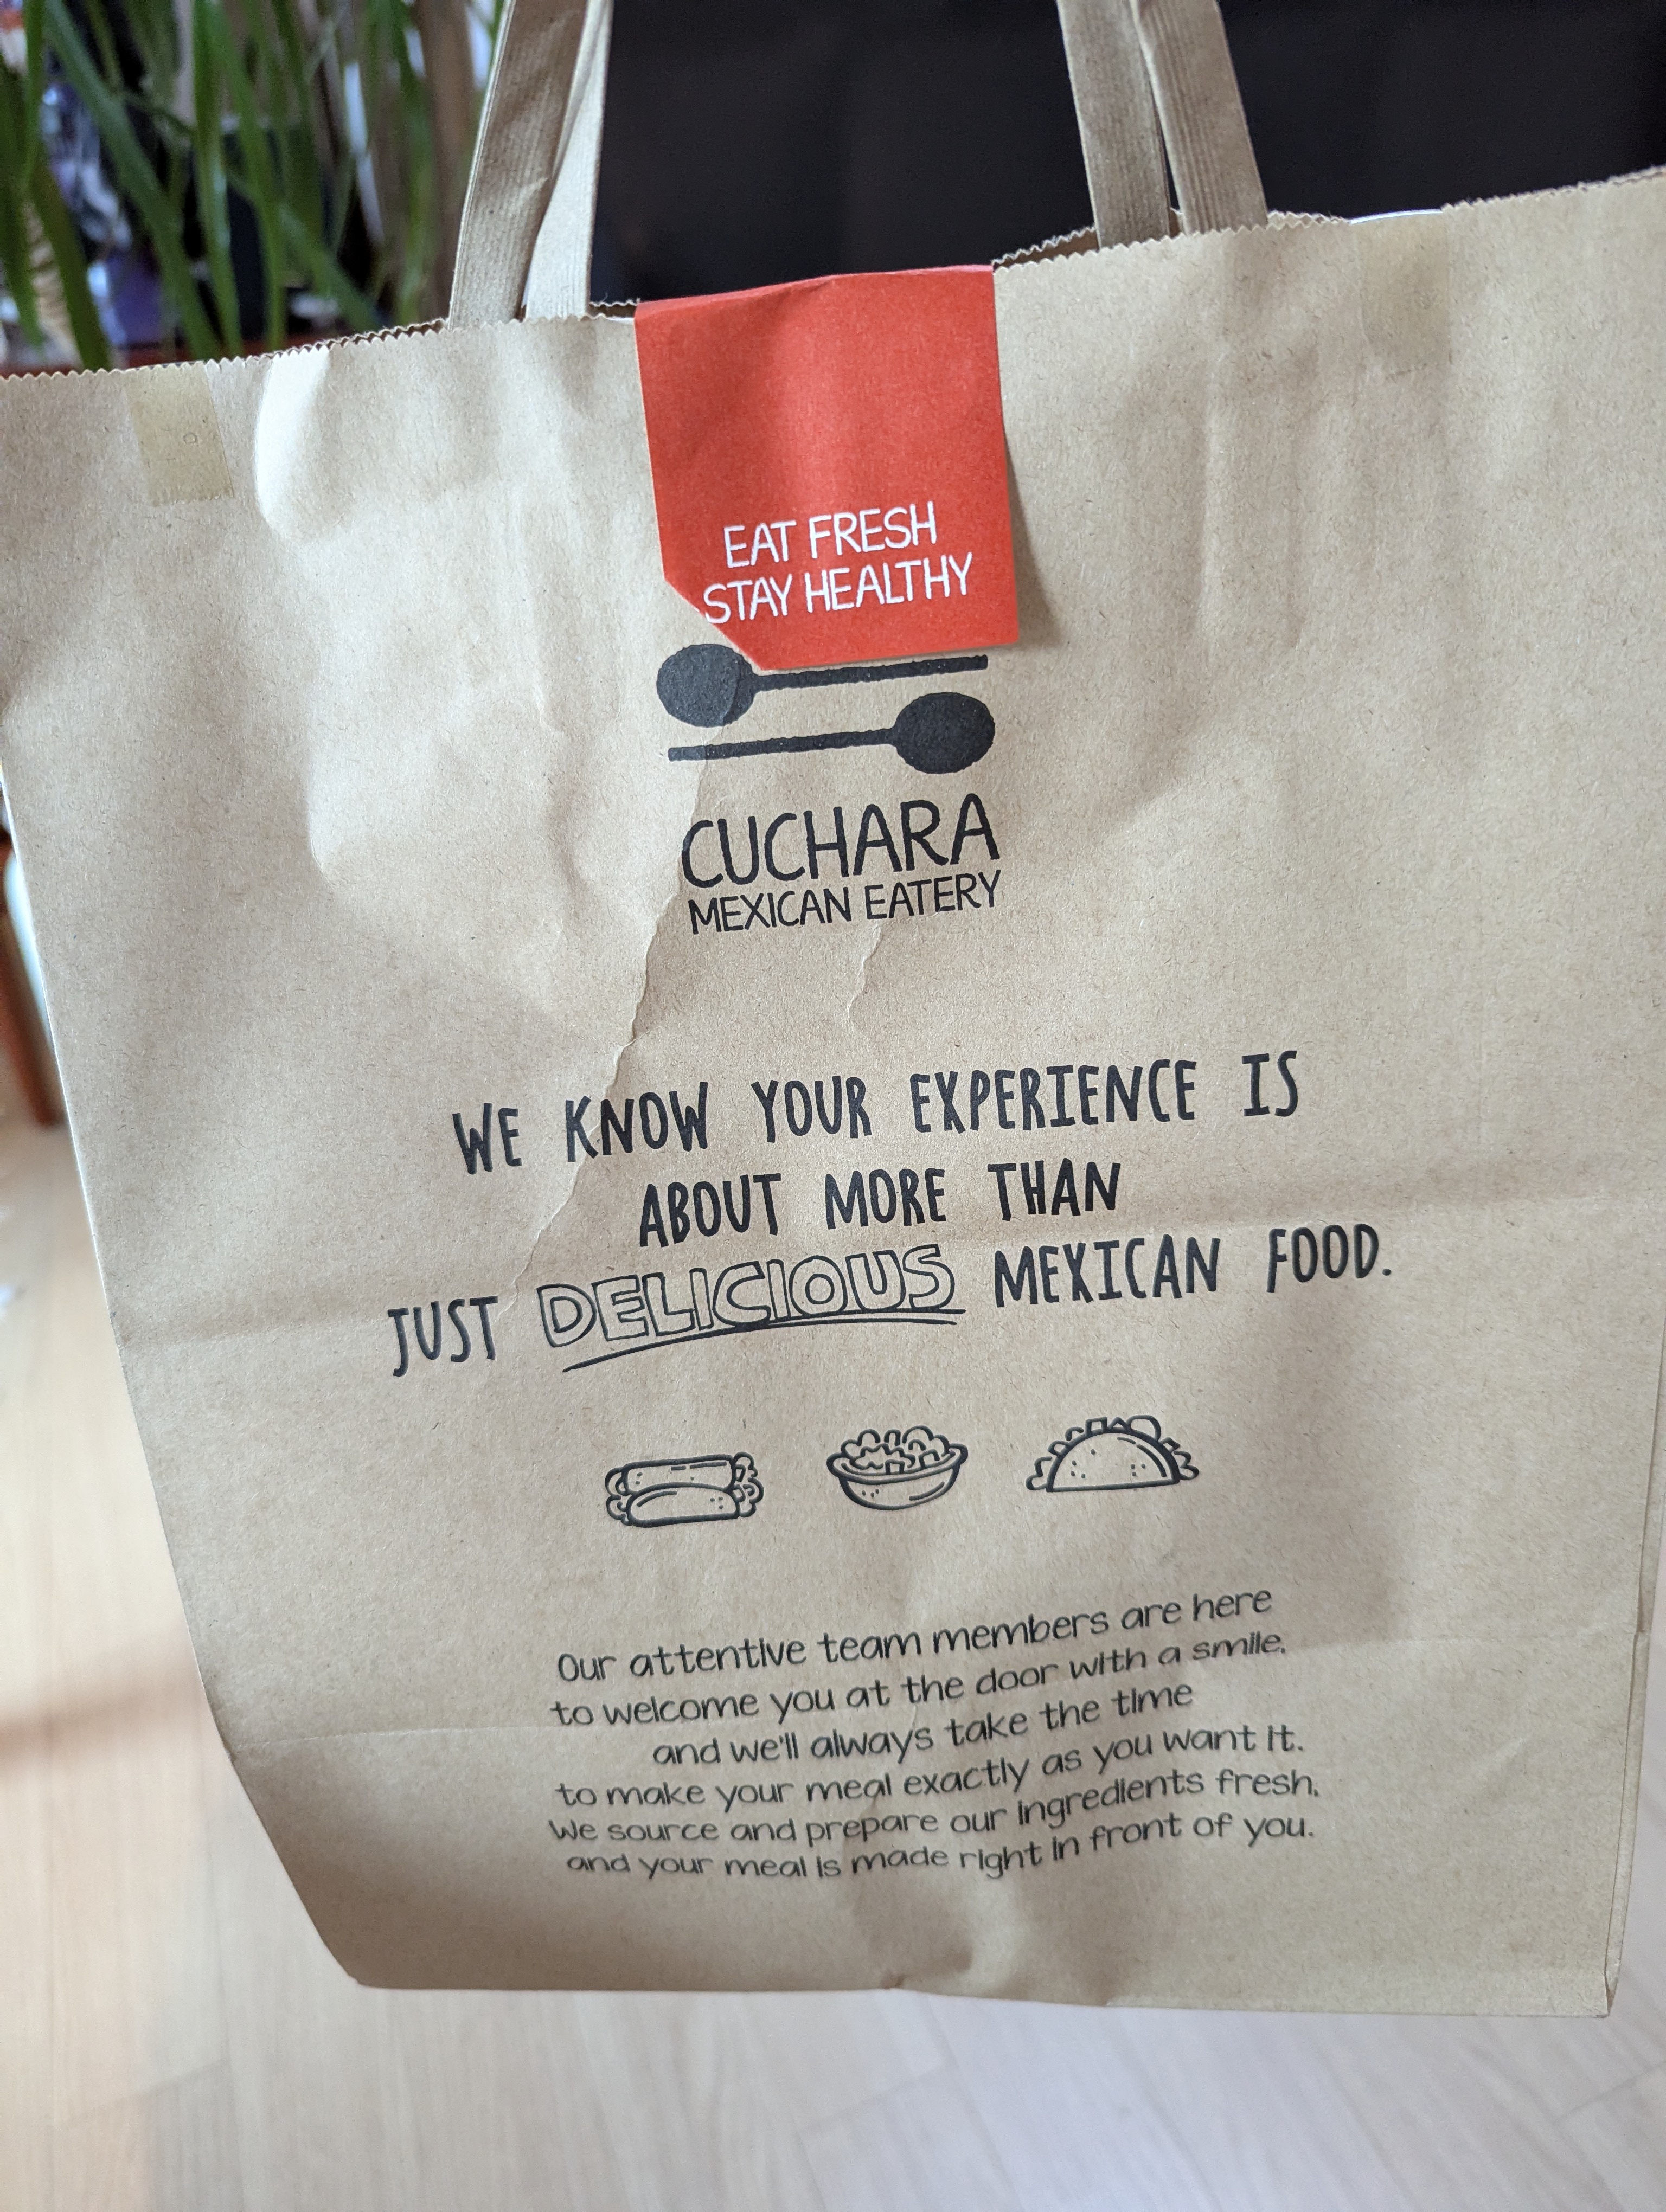 EAT FRESH
STAY HEALTHY
CUCHARA
MEXICAN EATERY
WE KNOW YOUR EXPERIENCE IS
ABOUT MORE THAN
JUST DELICIOUS MEXICAN FOOD.
Our attentive team members are here
to welcome you at the door with a smile.
and we'll always take the time
to make your meal exactly as you want it.
We source and prepare our ingredients fresh.
and your meal is made right in front of you.